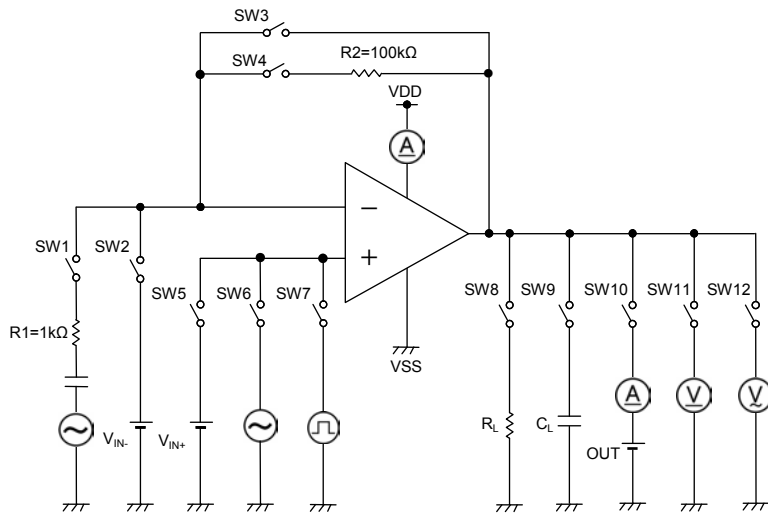 SW3
SW4
R2=100kΩ
VDD
A
−
+
SW1
SW2
SW5
SW6
SW7
SW8
SW9
SW10
SW11
SW12
R1=1kΩ
VSS
A
V
V
VIN-
VIN+
RL
CL
OUT